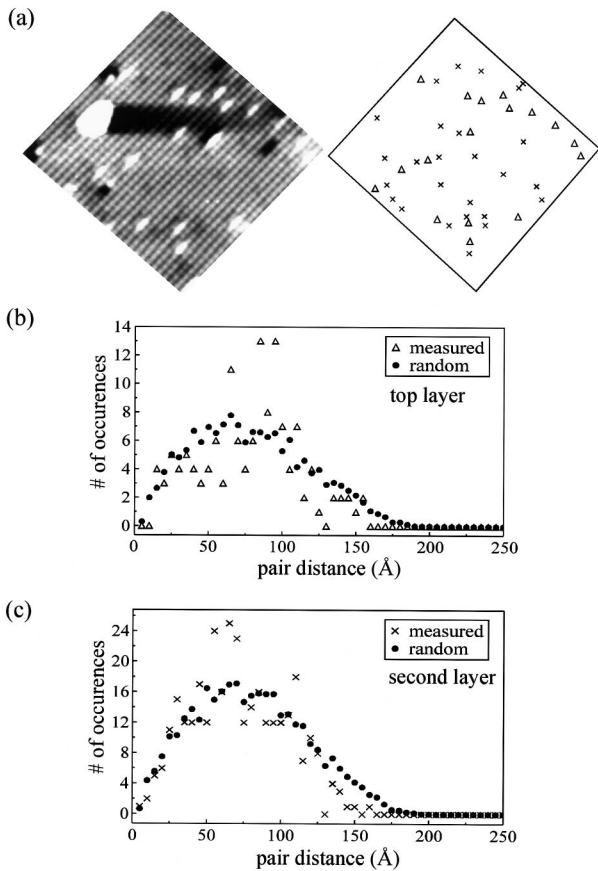 (a)
(b)
14
12
10
8
6
4
2
0
# of occurences
measured
random
top layer
0 50 100 150 200 250
pair distance (Å)
(c)
24
20
16
12
8
4
0
# of occurences
measured
random
second layer
0 50 100 150 200 250
pair distance (Å)